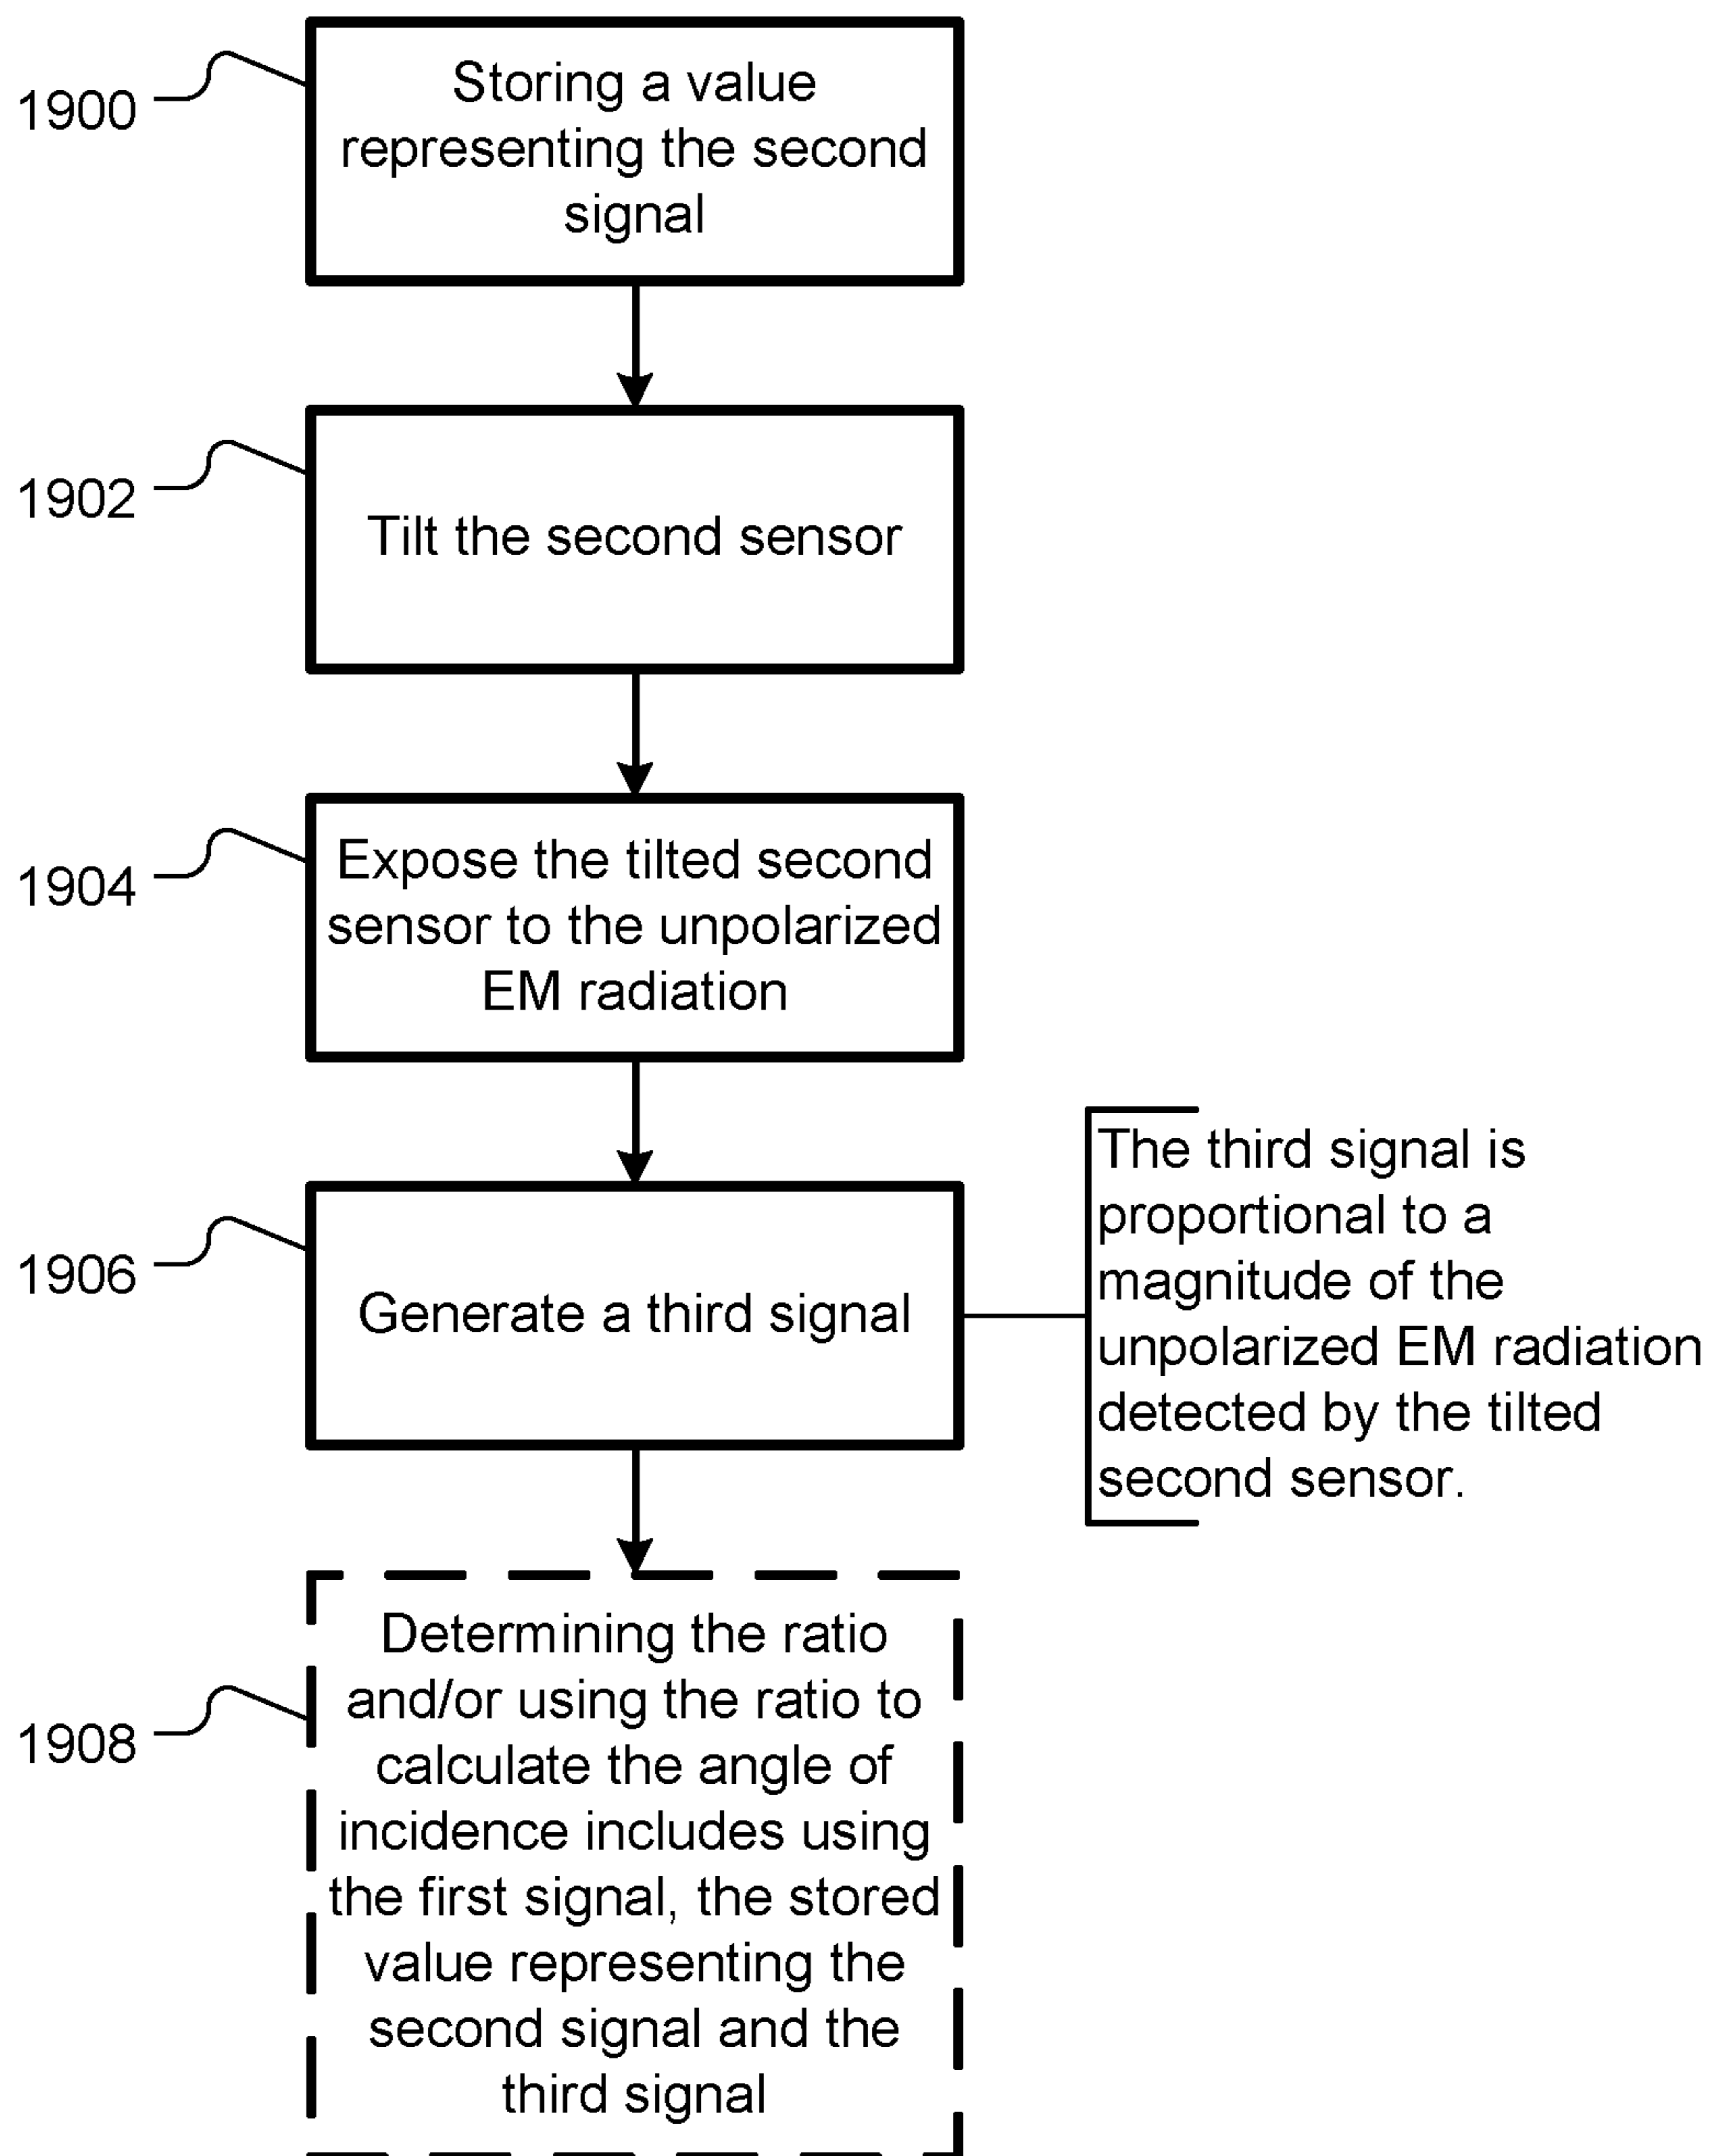 1900
Storing a value
representing the second
signal
1902
Tilt the second sensor
1904
Expose the tilted second
sensor to the unpolarized
EM radiation
1906
Generate a third signal
The third signal is
proportional to a
magnitude of the
unpolarized EM radiation
detected by the tilted
second sensor.
1908
Determining the ratio
and/or using the ratio to
calculate the angle of
incidence includes using
the first signal, the stored
value representing the
second signal and the
third signal